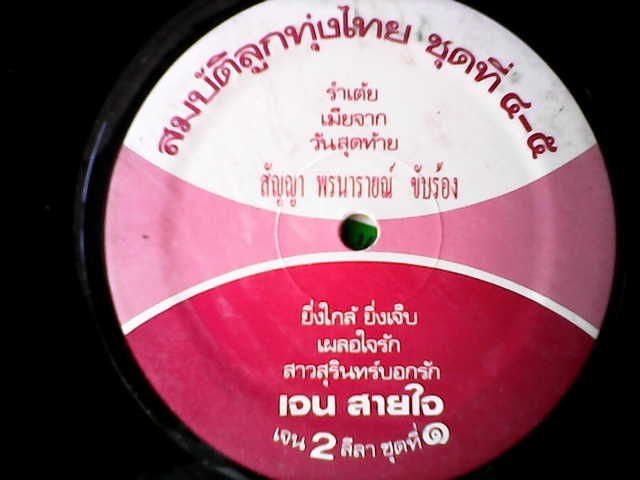 สมบัติลูกทุ่งไทย ชุดที่ ๔-๕
รำเต้ย
เมียจาก
วันสุดท้าย
สัญญา พรนารายณ์ ขับร้อง
ยิ่งใกล้ ยิ่งเจ็บ
เผลอใจรัก
สาวสุรินทร์บอกรัก
เจน สายใจ
เจน 2 ลีลา ชุดที่ ๑